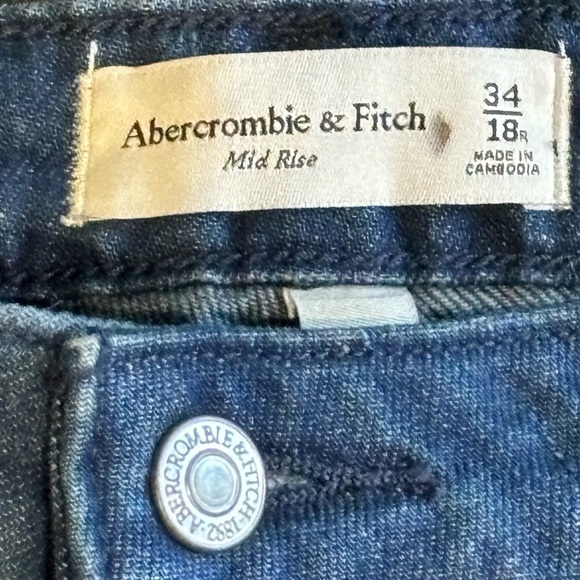 Abercrombie & Fitch
Mid Rise
34
18R
MADE IN
CAMBODIA
ABERCROMBIE & FITCH · 1892 ·